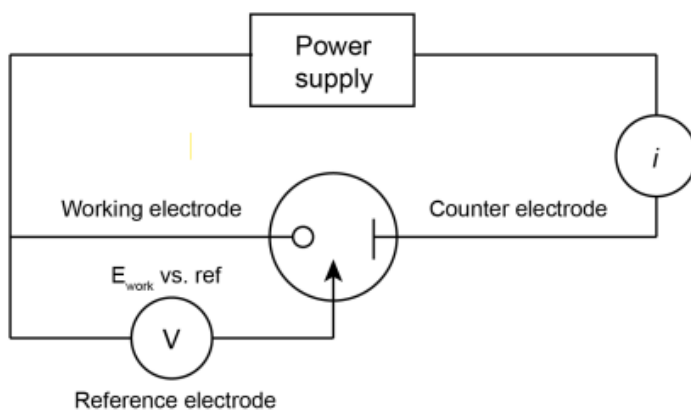 Power
supply
i
Working electrode
Counter electrode
E_work vs. ref
V
Reference electrode